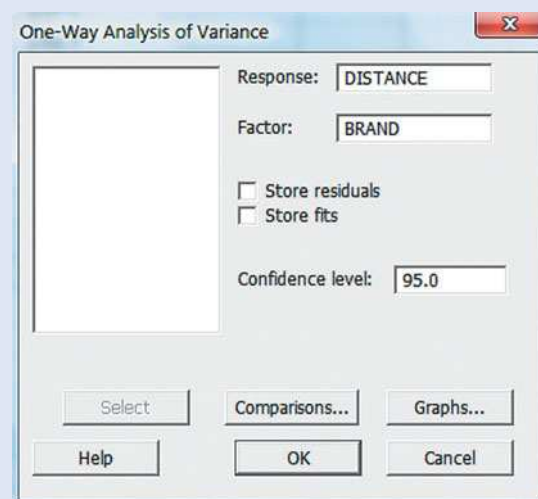 One-Way Analysis of Variance
x
Response: DISTANCE
Factor: BRAND
Store residuals
Store fits
Confidence level: 95.0
Select Comparisons... Graphs...
Help OK Cancel